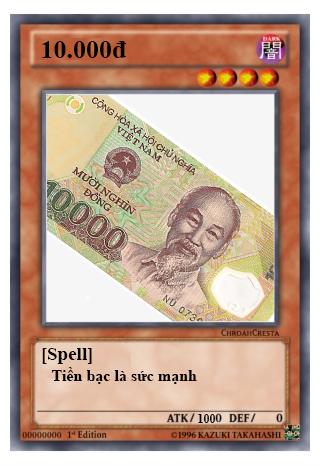 10.000đ
DARK
闇
CỘNG HÒA XÃ HỘI CHỦ NGHĨA
VIỆT NAM
MƯỜI NGHÌN
ĐỒNG
10000
CHROAHCRESTA
[Spell]
Tiền bạc là sức mạnh
ATK/ 1000 DEF/ 0
00000000 1st Edition ©1996 KAZUKI TAKAHASHI